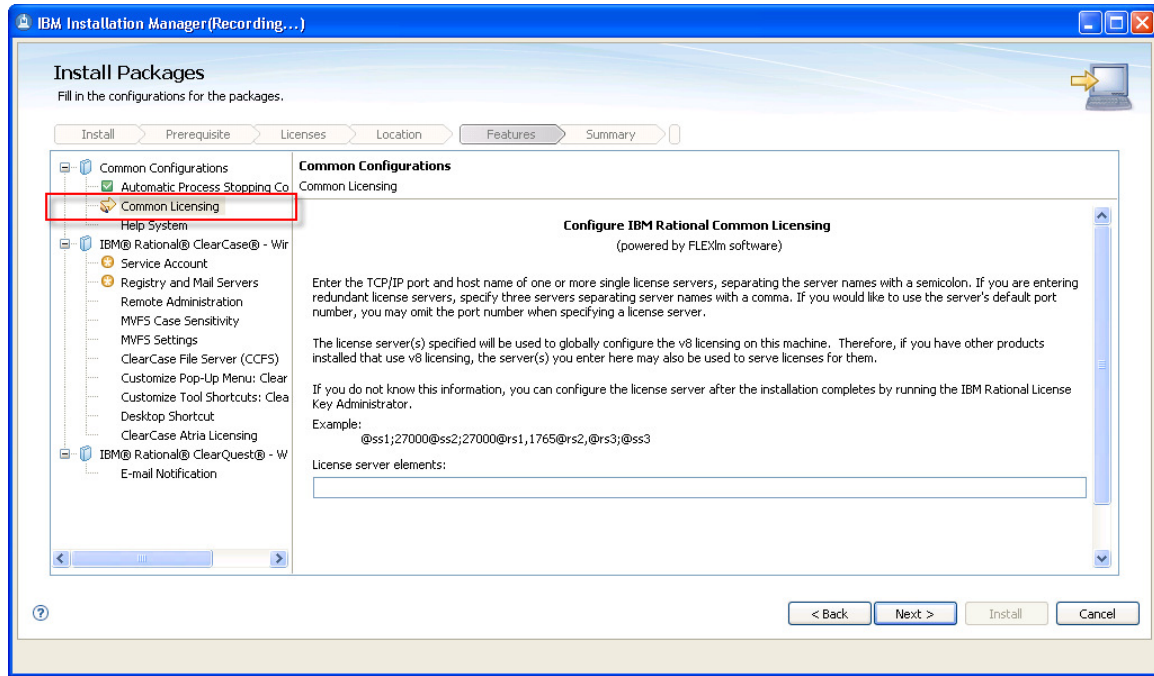 IBM Installation Manager(Recording...)
Install Packages
Fill in the configurations for the packages.
Install Prerequisite Licenses Location Features Summary
Common Configurations
Automatic Process Stopping Co
Common Licensing
Help System
IBM® Rational® ClearCase® - Wir
Service Account
Registry and Mail Servers
Remote Administration
MVFS Case Sensitivity
MVFS Settings
ClearCase File Server (CCFS)
Customize Pop-Up Menu: Clear
Customize Tool Shortcuts: Clea
Desktop Shortcut
ClearCase Atria Licensing
IBM® Rational® ClearQuest® - W
E-mail Notification
Common Configurations
Common Licensing
Configure IBM Rational Common Licensing
(powered by FLEXlm software)
Enter the TCP/IP port and host name of one or more single license servers, separating the server names with a semicolon. If you are entering
redundant license servers, specify three servers separating server names with a comma. If you would like to use the server's default port
number, you may omit the port number when specifying a license server.
The license server(s) specified will be used to globally configure the v8 licensing on this machine. Therefore, if you have other products
installed that use v8 licensing, the server(s) you enter here may also be used to serve licenses for them.
If you do not know this information, you can configure the license server after the installation completes by running the IBM Rational License
Key Administrator.
Example:
@ss1;27000@ss2;27000@rs1,1765@rs2,@rs3;@ss3
License server elements:
? < Back Next > Install Cancel